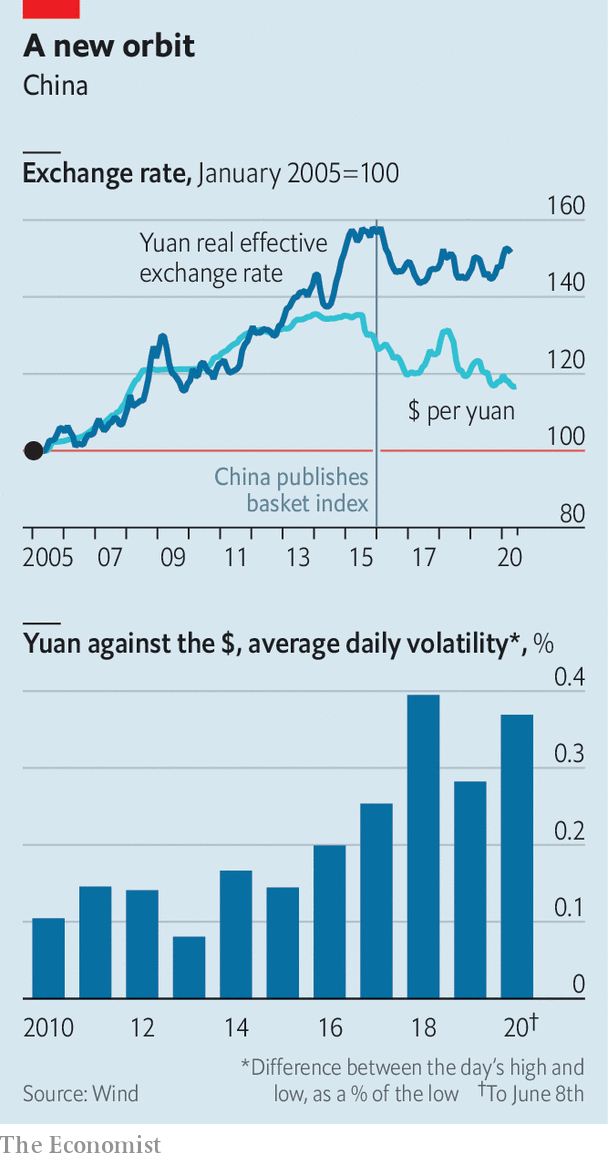 A new orbit
China
Exchange rate, January 2005=100
160
Yuan real effective
exchange rate
140
120
$ per yuan
100
China publishes
basket index
80
2005 07 09 11 13 15 17 20
Yuan against the $, average daily volatility*, %
0.4
0.3
0.2
0.1
0
2010 12 14 16 18 20†
*Difference between the day's high and
Source: Wind low, as a % of the low †To June 8th
The Economist